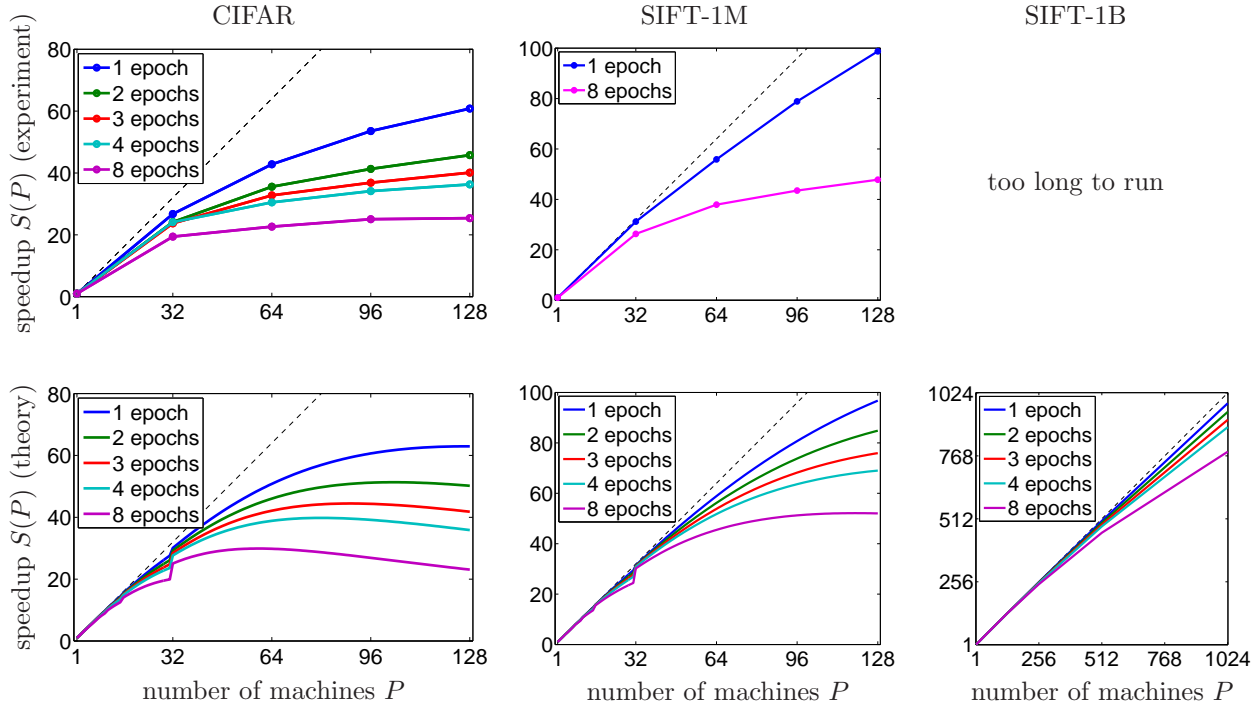 CIFAR
SIFT-1M
SIFT-1B
speedup S(P) (experiment)
80
60
40
20
0
1 epoch
2 epochs
3 epochs
4 epochs
8 epochs
1 32 64 96 128
100
80
60
40
20
0
1 epoch
8 epochs
1 32 64 96 128
too long to run
speedup S(P) (theory)
80
60
40
20
0
1 epoch
2 epochs
3 epochs
4 epochs
8 epochs
1 32 64 96 128
number of machines P
100
80
60
40
20
0
1 epoch
2 epochs
3 epochs
4 epochs
8 epochs
1 32 64 96 128
number of machines P
1024
768
512
256
1
1 epoch
2 epochs
3 epochs
4 epochs
8 epochs
1 256 512 768 1024
number of machines P